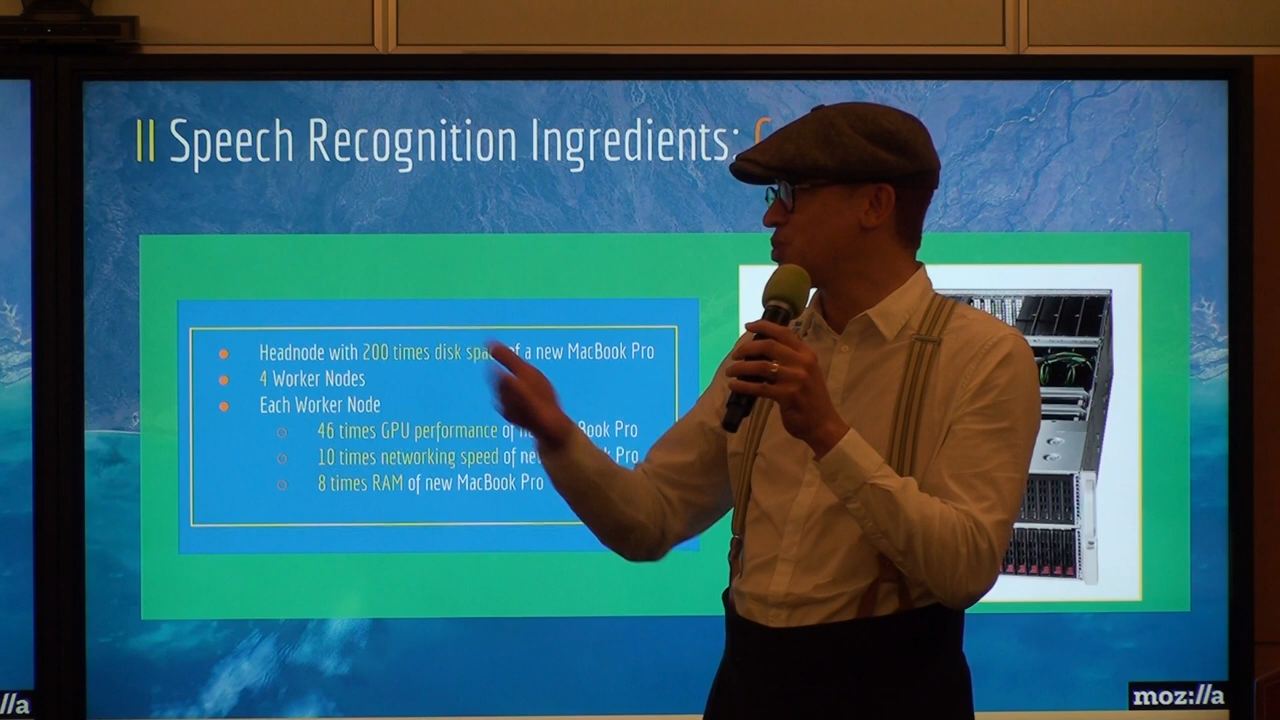 II Speech Recognition Ingredients:
Headnode with 200 times disk of a new MacBook Pro
4 Worker Nodes
Each Worker Node
46 times GPU performance of Book Pro
10 times networking speed of Pro
8 times RAM of new MacBook Pro
//a
moz://a